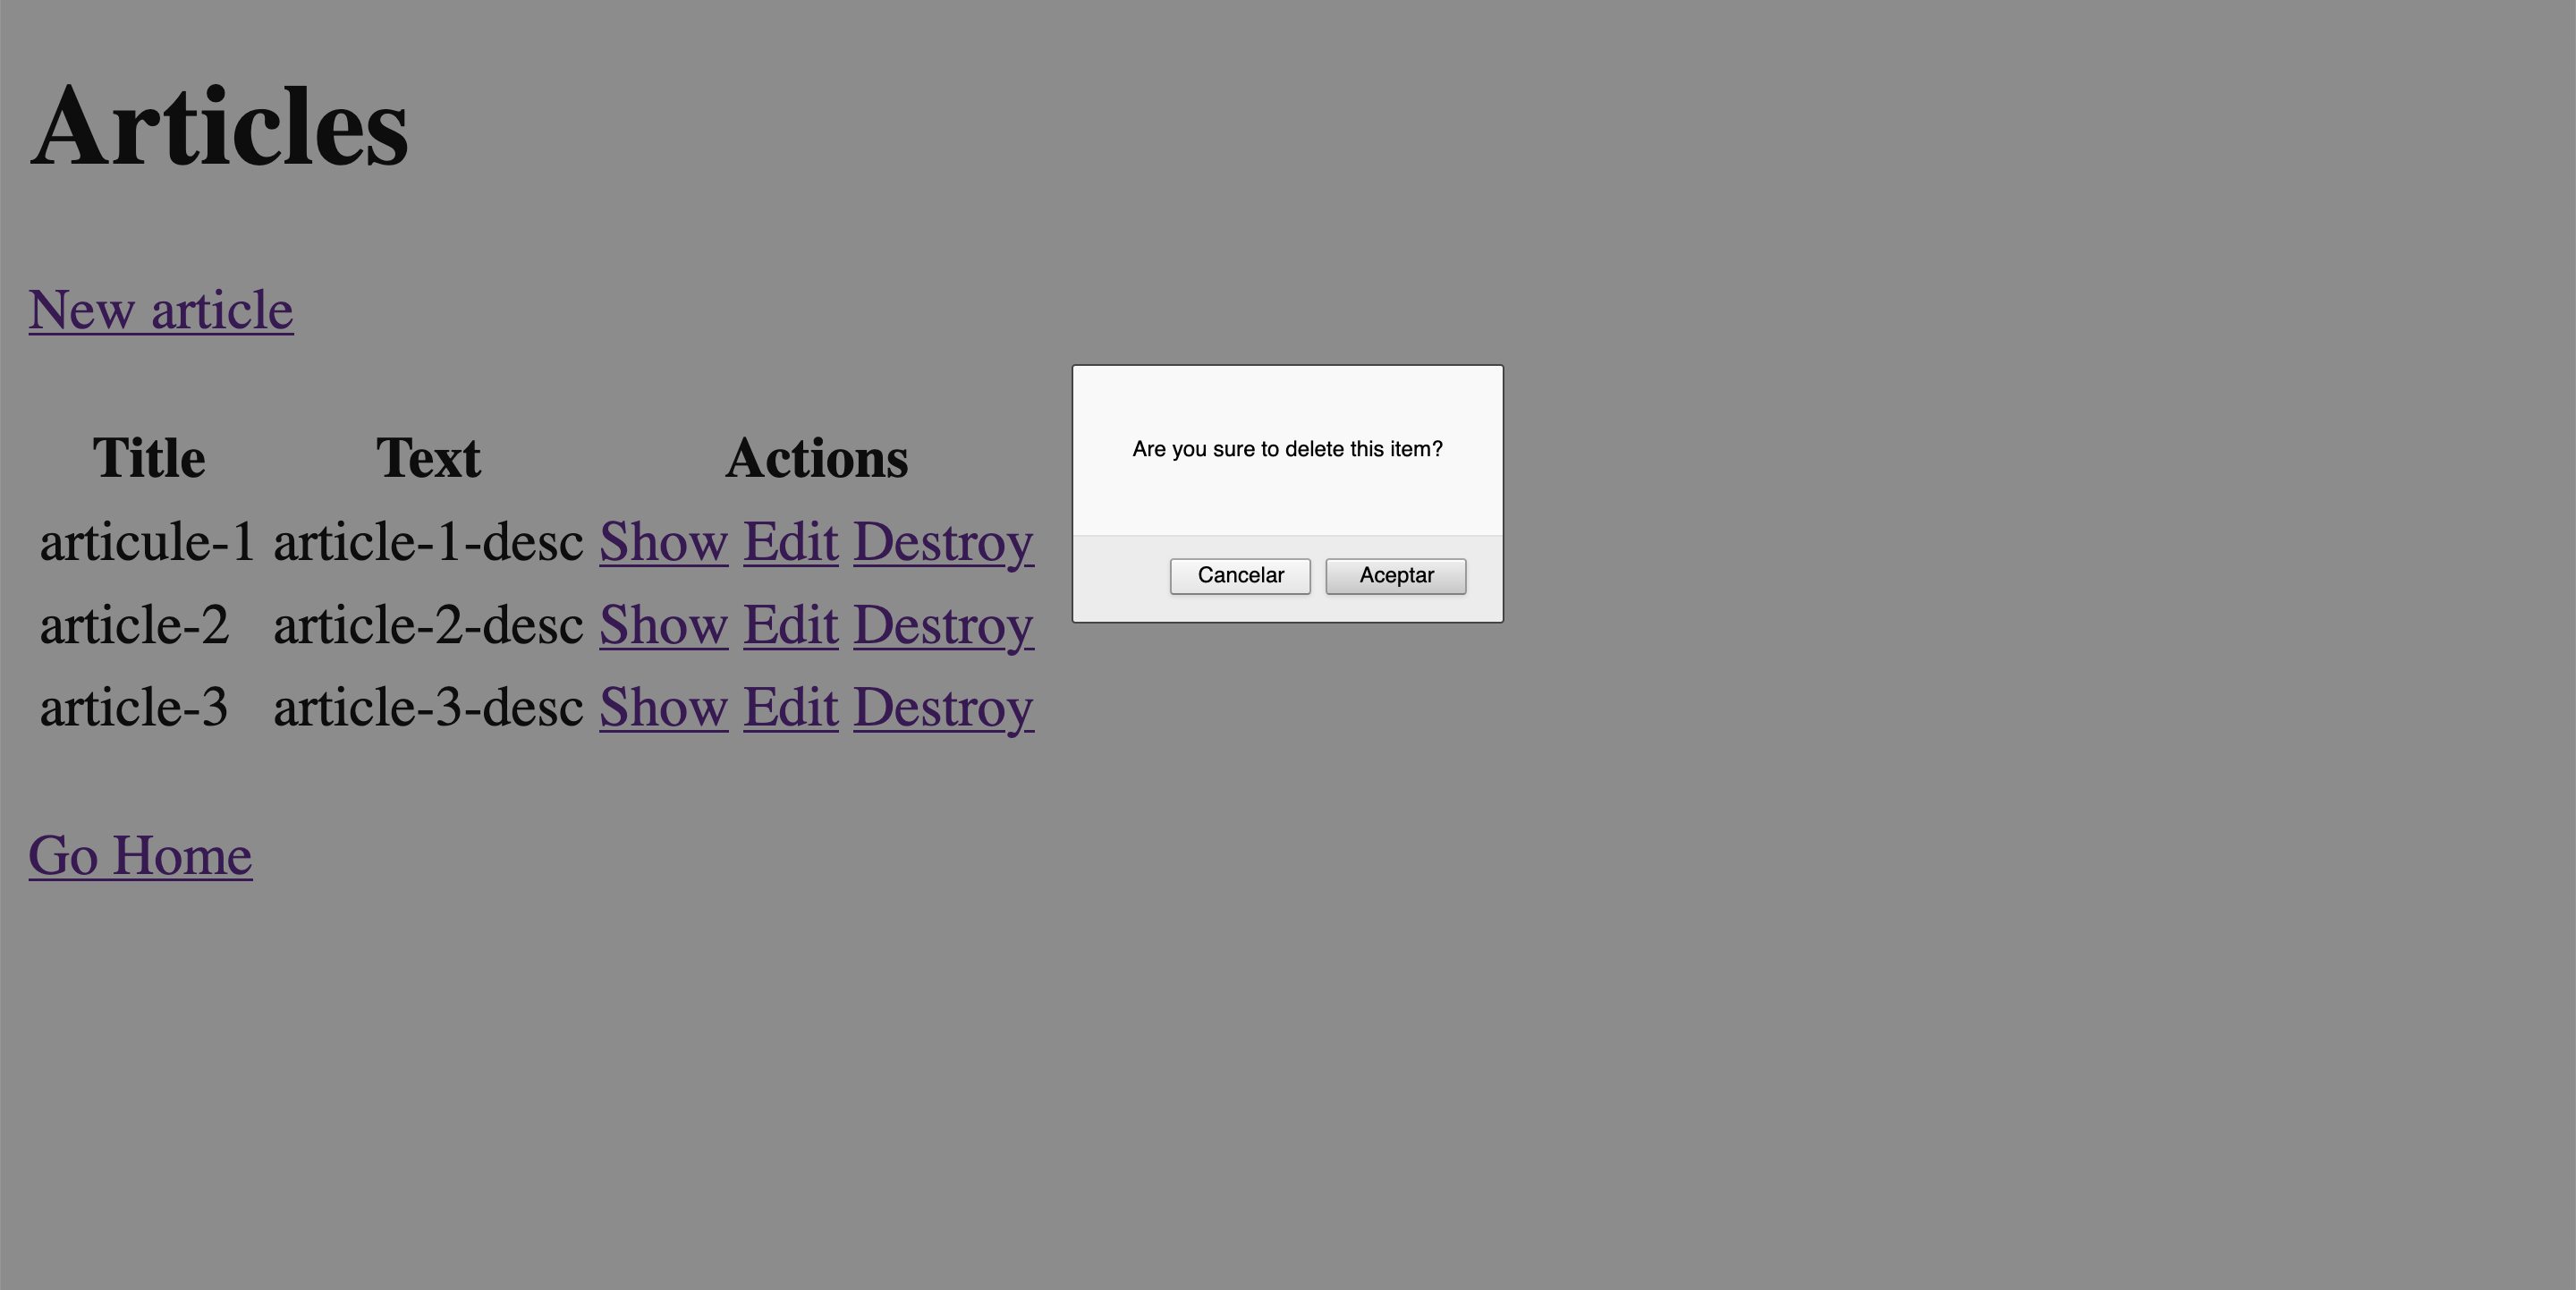 Articles
New article
Title Text Actions
articule-1 article-1-desc Show Edit Destroy
article-2 article-2-desc Show Edit Destroy
article-3 article-3-desc Show Edit Destroy
Go Home
Are you sure to delete this item?
Cancelar Aceptar